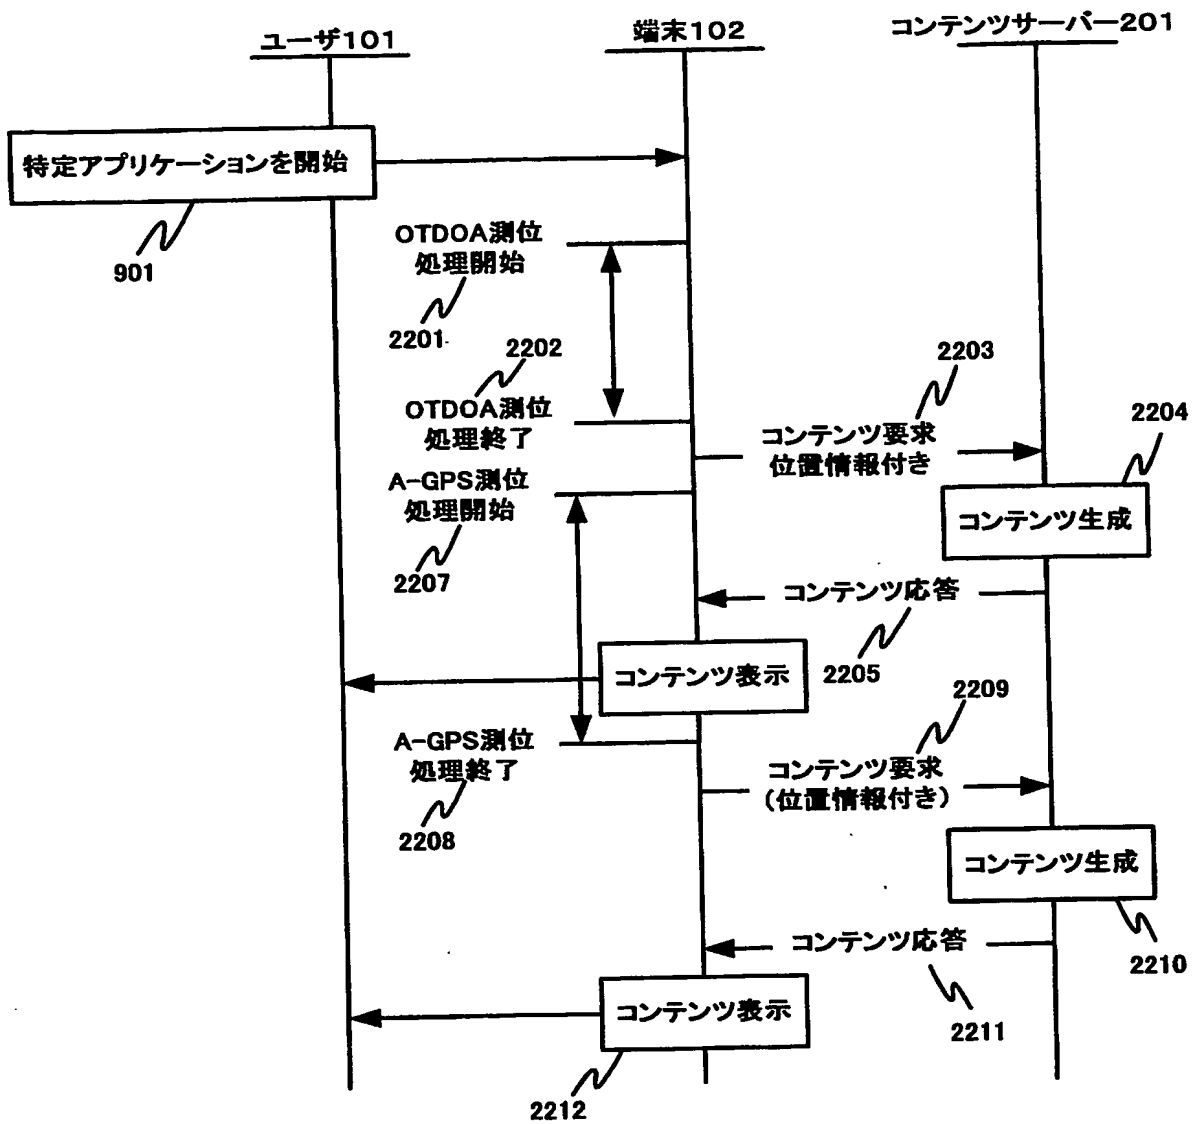 ユーザ101
端末102
コンテンツサーバー201
特定アプリケーションを開始
901
OTDOA測位
処理開始
2201
2202
OTDOA測位
処理終了
2203
コンテンツ要求
位置情報付き
2204
コンテンツ生成
A-GPS測位
処理開始
2207
コンテンツ応答
2205
コンテンツ表示
A-GPS測位
処理終了
2208
2209
コンテンツ要求
(位置情報付き)
コンテンツ生成
2210
コンテンツ応答
2211
コンテンツ表示
2212